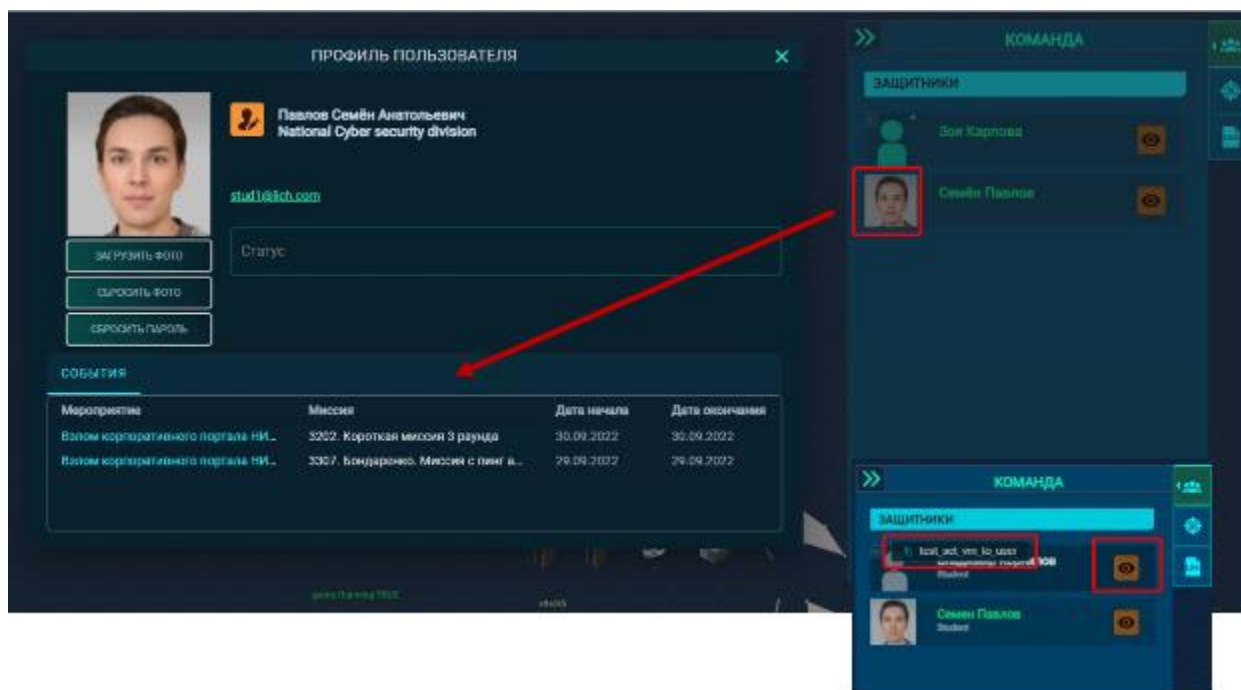 ПРОФИЛЬ ПОЛЬЗОВАТЕЛЯ
Павлов Семён Анатольевич
National Cyber security division
stud1@lich.com
ЗАГРУЗИТЬ ФОТО
СБРОСИТЬ ФОТО
СБРОСИТЬ ПАРОЛЬ
Статус
СОБЫТИЯ
Мероприятие Миссия Дата начала Дата окончания
Взлом корпоративного портала НИ... 3202. Короткая миссия 3 раунда 30.09.2022 30.09.2022
Взлом корпоративного портала НИ... 3307. Бондаренко. Миссия с пинг а... 29.09.2022 29.09.2022
КОМАНДА
ЗАЩИТНИКИ
Зоя Карпова
Семён Павлов
КОМАНДА
ЗАЩИТНИКИ
test_act_vm_to_user
Student
Семен Павлов
Student